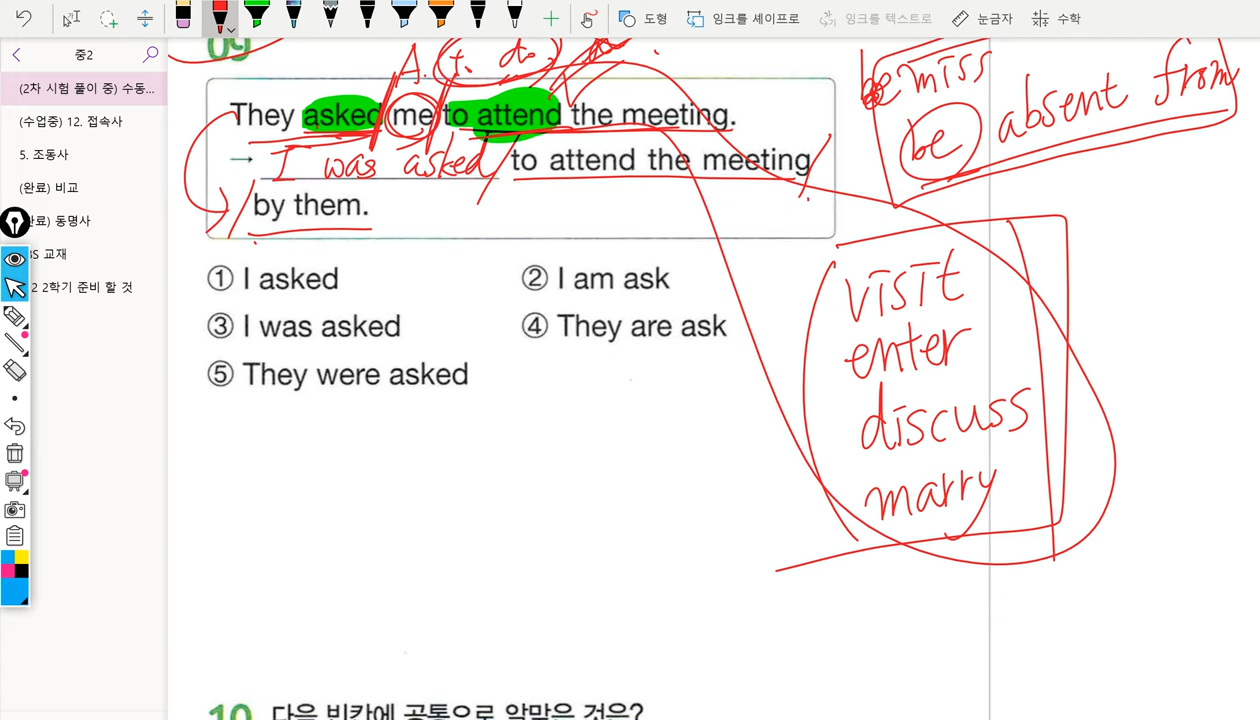 도형
잉크를 셰이프로
잉크를 텍스트로
눈금자
수학
중2
(2차 시험 풀이 중) 수동...
(수업중) 12. 접속사
5. 조동사
(완료) 비교
완료) 동명사
BS 교재
2 2학기 준비 할 것
09
A. (to do)
They asked me to attend the meeting.
→ I was asked to attend the meeting
by them.
① I asked
② I am ask
③ I was asked
④ They are ask
⑤ They were asked
miss
be absent from
visit
enter
discuss
marry
10 다음 빈칸에 공통으로 알맞은 것은?